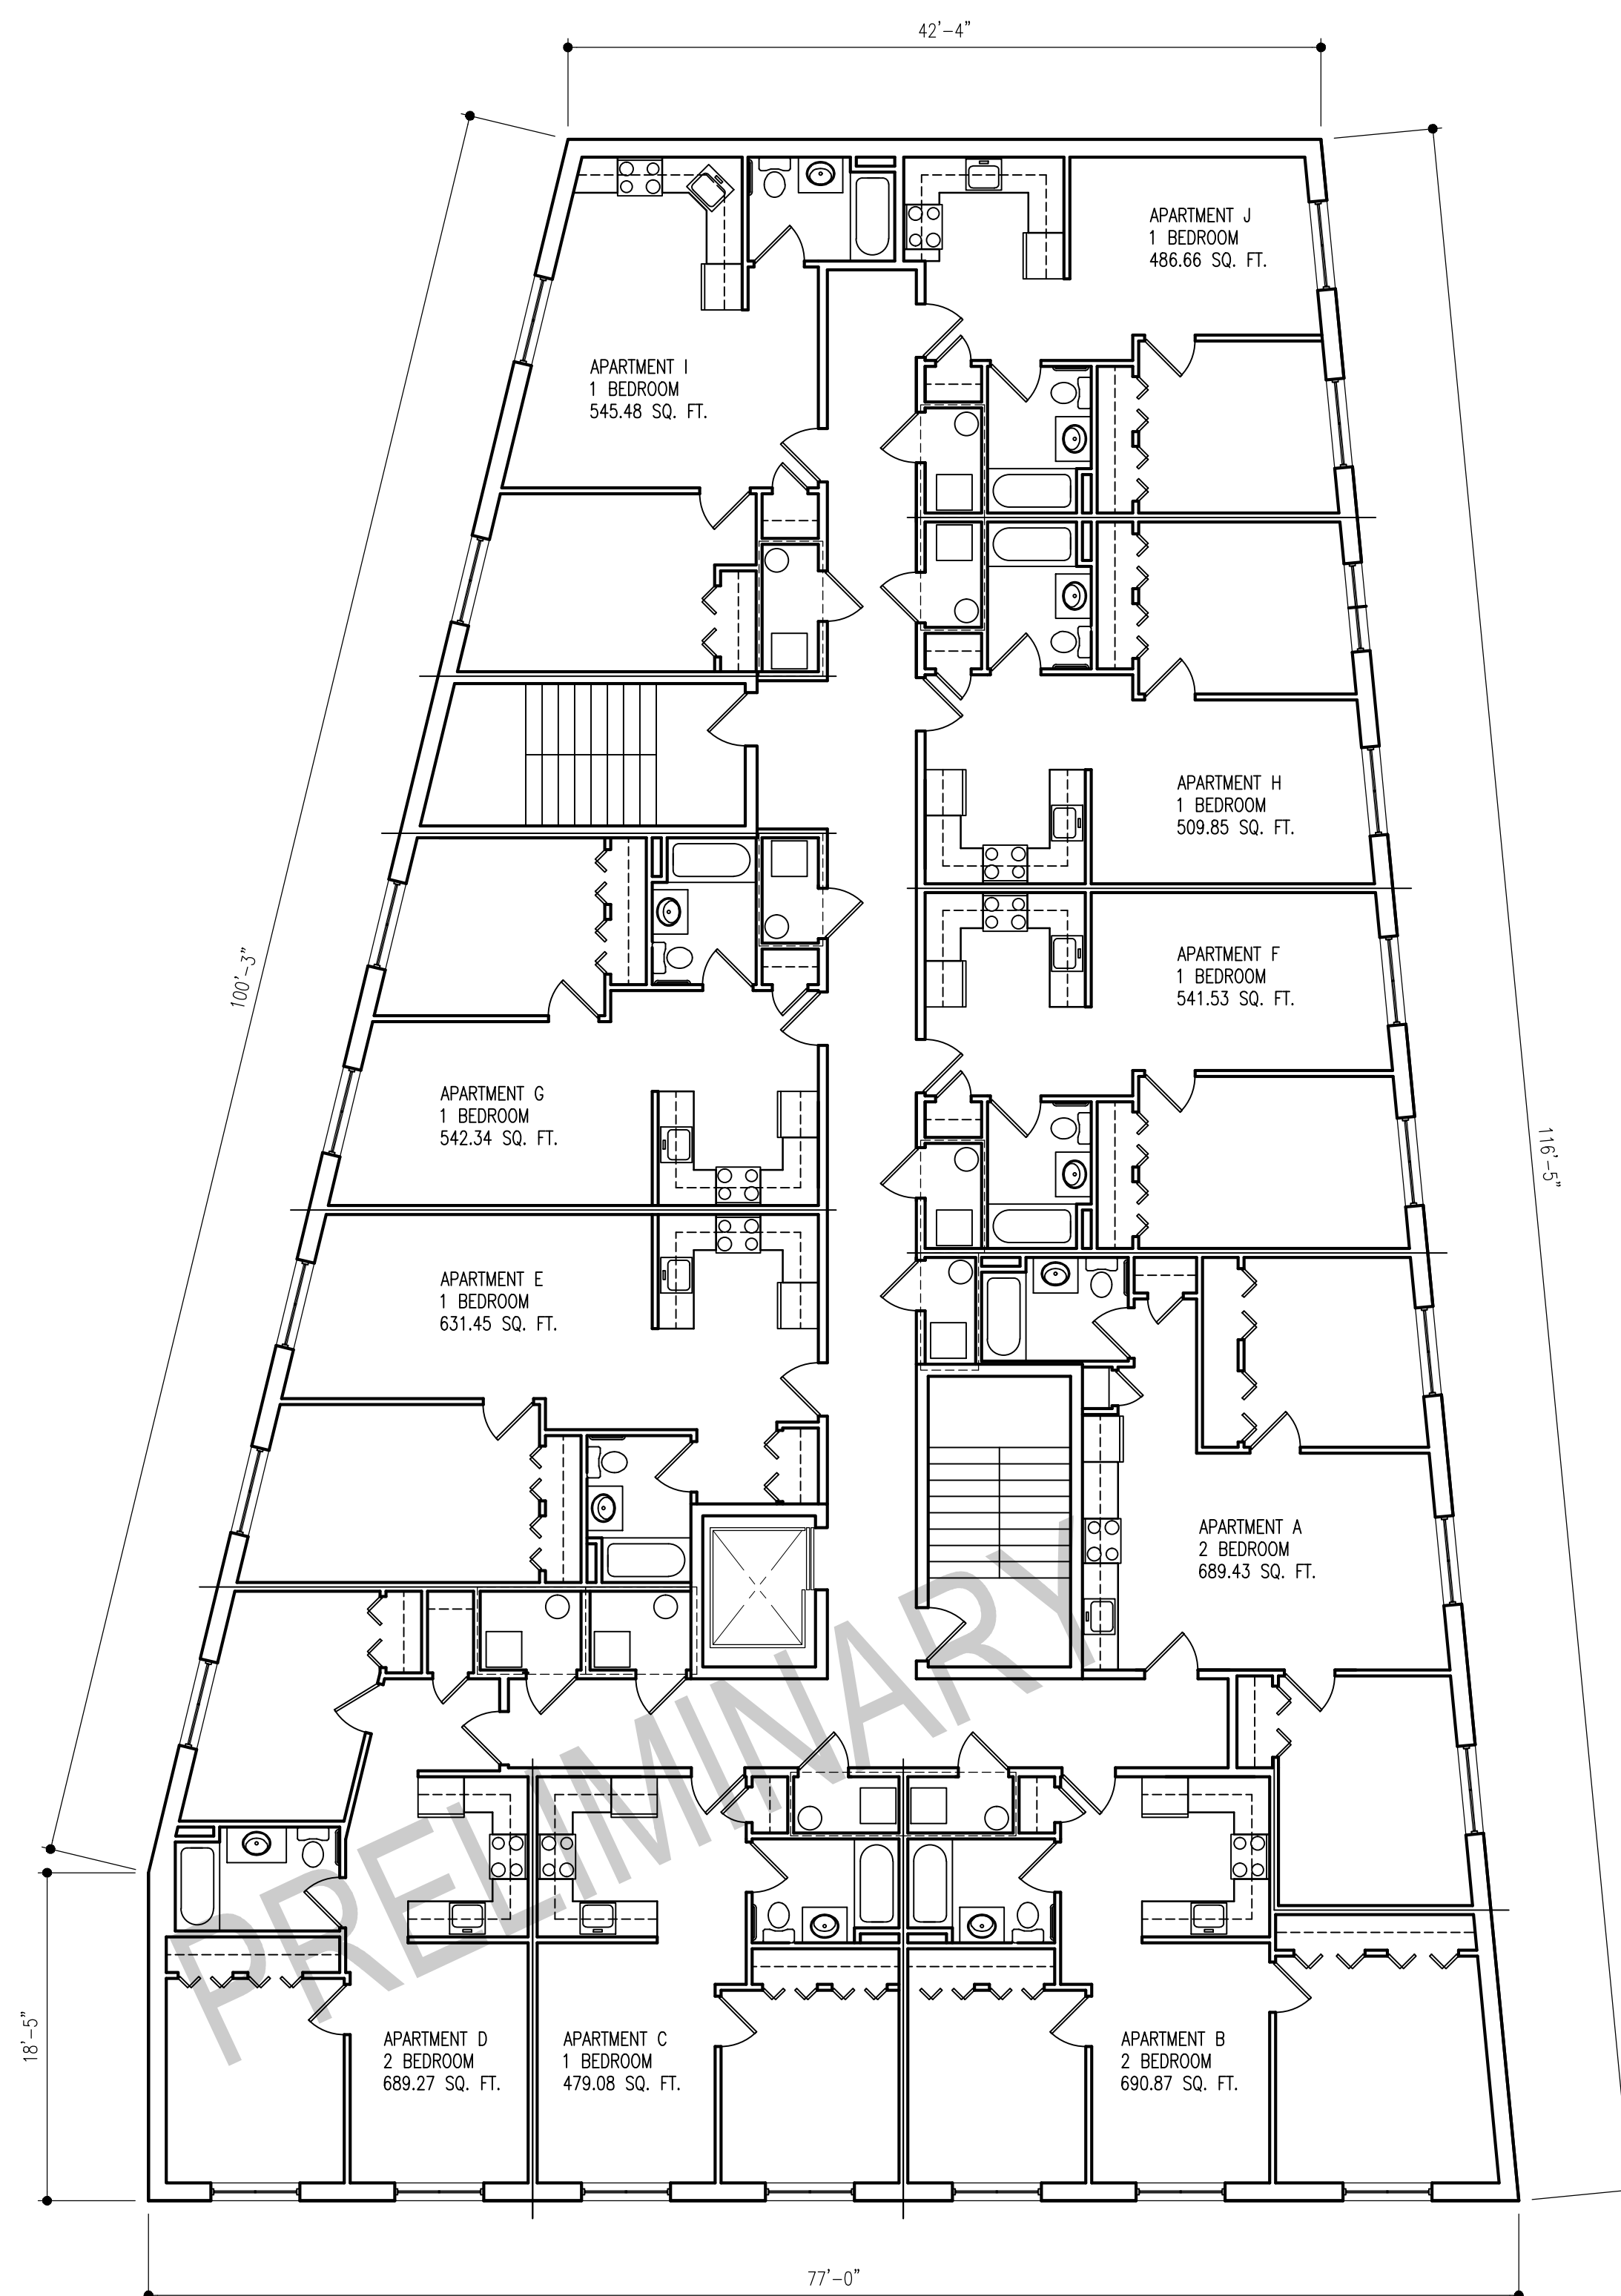 42'-4"
APARTMENT J
1 BEDROOM
486.66 SQ. FT.
APARTMENT I
1 BEDROOM
545.48 SQ. FT.
APARTMENT H
1 BEDROOM
509.85 SQ. FT.
100'-3"
APARTMENT F
1 BEDROOM
541.53 SQ. FT.
APARTMENT G
1 BEDROOM
542.34 SQ. FT.
116'-5"
APARTMENT E
1 BEDROOM
631.45 SQ. FT.
APARTMENT A
2 BEDROOM
689.43 SQ. FT.
PRELIMINARY
18'-5"
APARTMENT D
2 BEDROOM
689.27 SQ. FT.
APARTMENT C
1 BEDROOM
479.08 SQ. FT.
APARTMENT B
2 BEDROOM
690.87 SQ. FT.
77'-0"